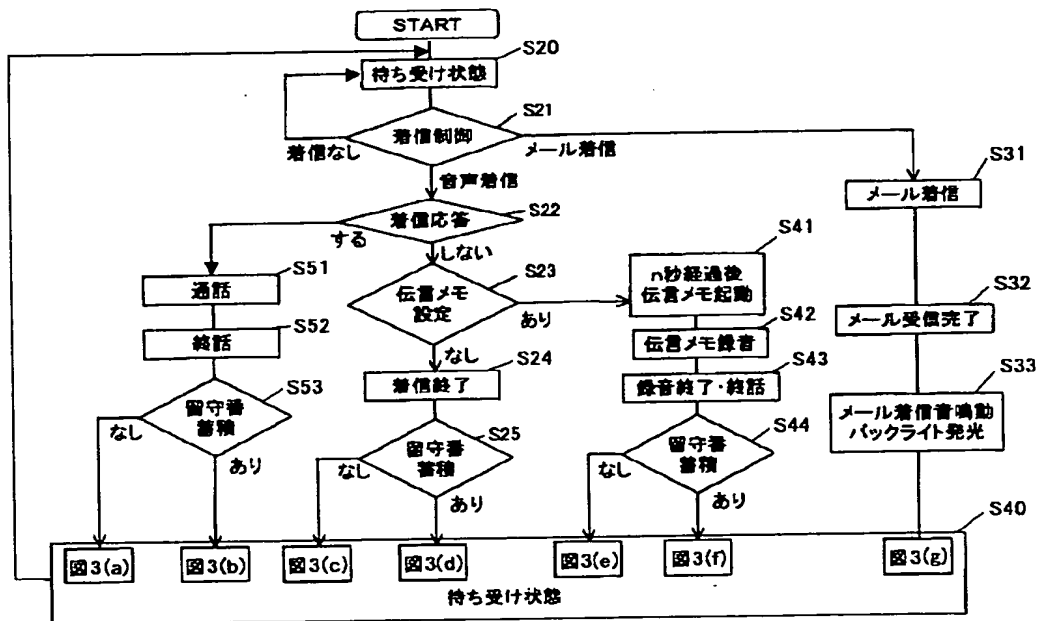 START
S20
待ち受け状態
S21
着信制御
着信なし
メール着信
音声着信
S31
メール着信
S22
着信応答
する
しない
S41
n秒経過後
伝言メモ起動
S51
通話
S23
伝言メモ
設定
あり
なし
S32
メール受信完了
S52
終話
S42
伝言メモ録音
S24
着信終了
S43
録音終了・終話
S33
メール着信音鳴動
バックライト発光
S53
留守番
蓄積
なし
あり
S25
留守番
蓄積
なし
あり
S44
留守番
蓄積
なし
あり
S40
図3(a)
図3(b)
図3(c)
図3(d)
図3(e)
図3(f)
図3(g)
待ち受け状態